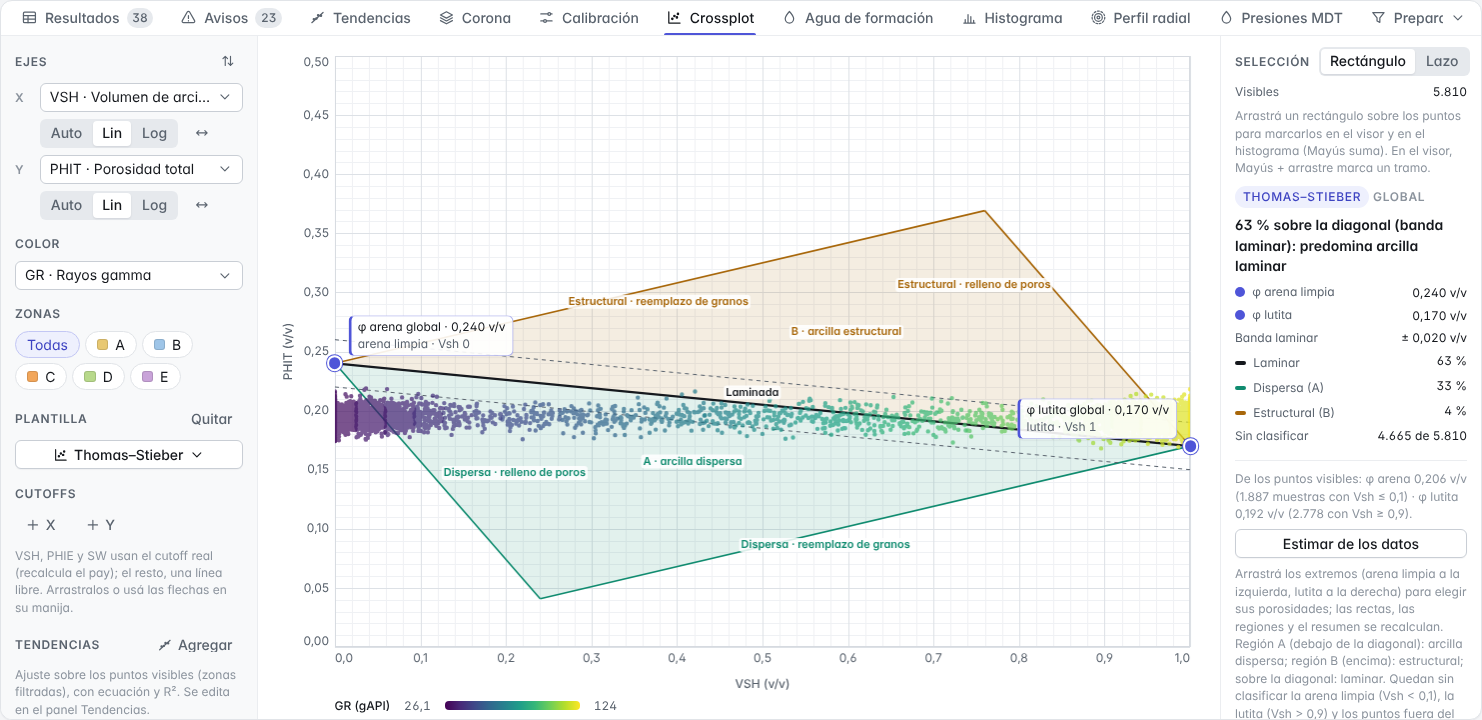 Resultados 38
Avisos 23
Tendencias
Corona
Calibración
Crossplot
Agua de formación
Histograma
Perfil radial
Presiones MDT
EJES
X
VSH · Volumen de arci...
Auto Lin Log
Y
PHIT · Porosidad total
Auto Lin Log
COLOR
GR · Rayos gamma
ZONAS
Todas A B
C D E
PLANTILLA Quitar
Thomas–Stieber
CUTOFFS
+ X + Y
VSH, PHIE y SW usan el cutoff real
(recalcula el pay); el resto, una línea
libre. Arrastralos o usá las flechas en
su manija.
TENDENCIAS Agregar
Ajuste sobre los puntos visibles (zonas
filtradas), con ecuación y R². Se edita
en el panel Tendencias.
PHIT (v/v)
0,50
0,45
0,40
0,35
0,30
0,25
0,20
0,15
0,10
0,05
0,00
Estructural · reemplazo de granos
Estructural · relleno de poros
B · arcilla estructural
φ arena global · 0,240 v/v
arena limpia · Vsh 0
Laminada
φ lutita global · 0,170 v/v
lutita · Vsh 1
A · arcilla dispersa
Dispersa · relleno de poros
Dispersa · reemplazo de granos
0,0 0,1 0,2 0,3 0,4 0,5 0,6 0,7 0,8 0,9 1,0
VSH (v/v)
GR (gAPI) 26,1 124
SELECCIÓN Rectángulo Lazo
Visibles 5.810
Arrastrá un rectángulo sobre los puntos
para marcarlos en el visor y en el
histograma (Mayús suma). En el visor,
Mayús + arrastre marca un tramo.
THOMAS–STIEBER GLOBAL
63 % sobre la diagonal (banda
laminar): predomina arcilla
laminar
φ arena limpia 0,240 v/v
φ lutita 0,170 v/v
Banda laminar ± 0,020 v/v
Laminar 63 %
Dispersa (A) 33 %
Estructural (B) 4 %
Sin clasificar 4.665 de 5.810
De los puntos visibles: φ arena 0,206 v/v
(1.887 muestras con Vsh ≤ 0,1) · φ lutita
0,192 v/v (2.778 con Vsh ≥ 0,9).
Estimar de los datos
Arrastrá los extremos (arena limpia a la
izquierda, lutita a la derecha) para elegir
sus porosidades; las rectas, las
regiones y el resumen se recalculan.
Región A (debajo de la diagonal): arcilla
dispersa; región B (encima): estructural;
sobre la diagonal: laminar. Quedan sin
clasificar la arena limpia (Vsh < 0,1), la
lutita (Vsh > 0,9) y los puntos fuera del